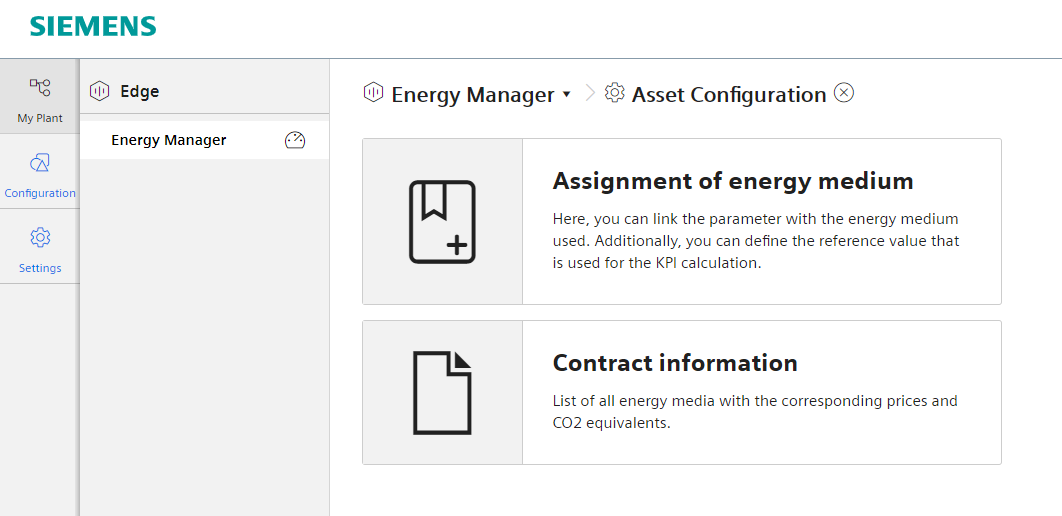 SIEMENS
My Plant
Configuration
Settings
Edge
Energy Manager
Energy Manager
Asset Configuration
Assignment of energy medium
Here, you can link the parameter with the energy medium
used. Additionally, you can define the reference value that
is used for the KPI calculation.
Contract information
List of all energy media with the corresponding prices and
CO2 equivalents.